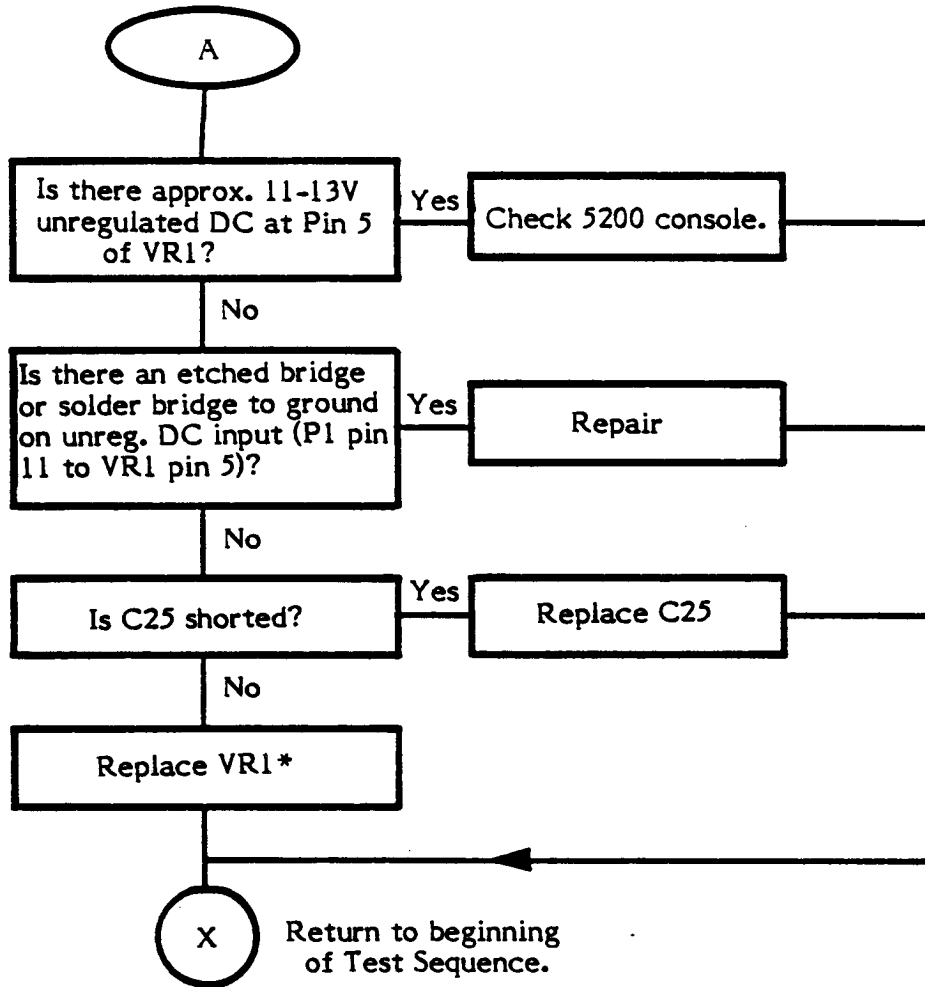 A
Is there approx. 11-13V
unregulated DC at Pin 5
of VR1?
Yes
Check 5200 console.
No
Is there an etched bridge
or solder bridge to ground
on unreg. DC input (P1 pin
11 to VR1 pin 5)?
Yes
Repair
No
Is C25 shorted?
Yes
Replace C25
No
Replace VR1*
X
Return to beginning
of Test Sequence.